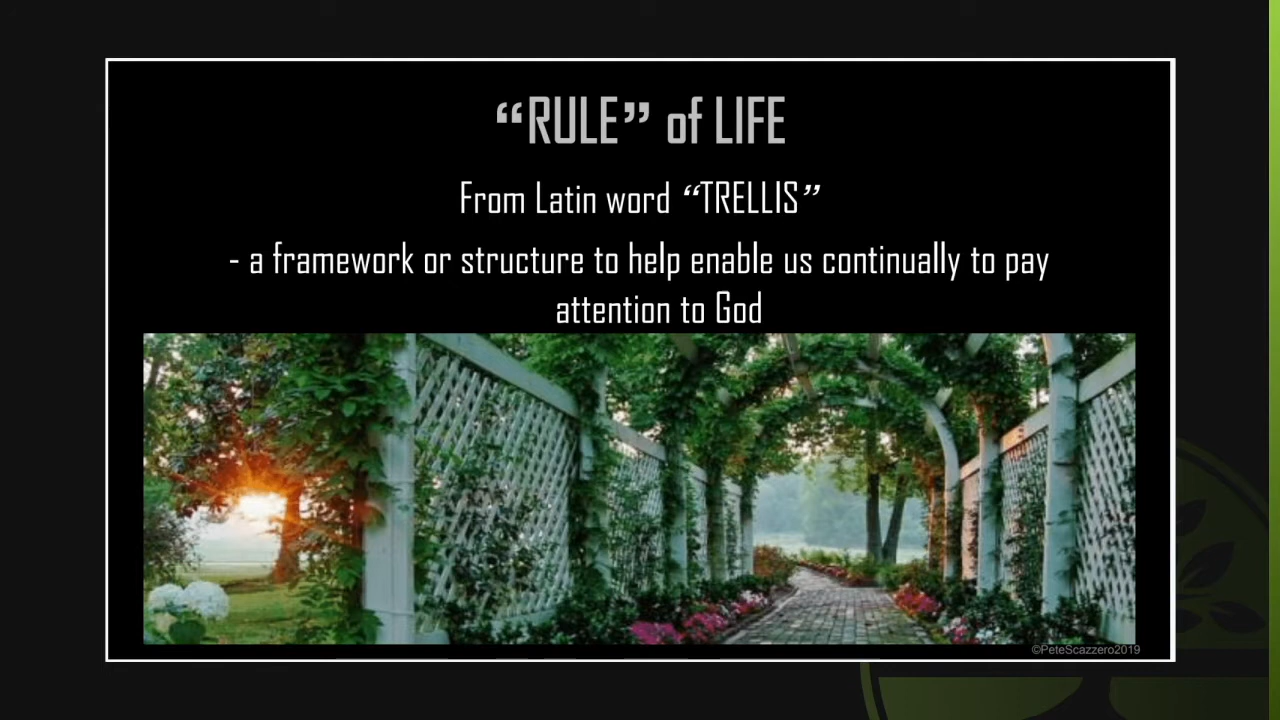 “RULE” of LIFE
From Latin word “TRELLIS”
- a framework or structure to help enable us continually to pay
attention to God
©PeteScazzero2019